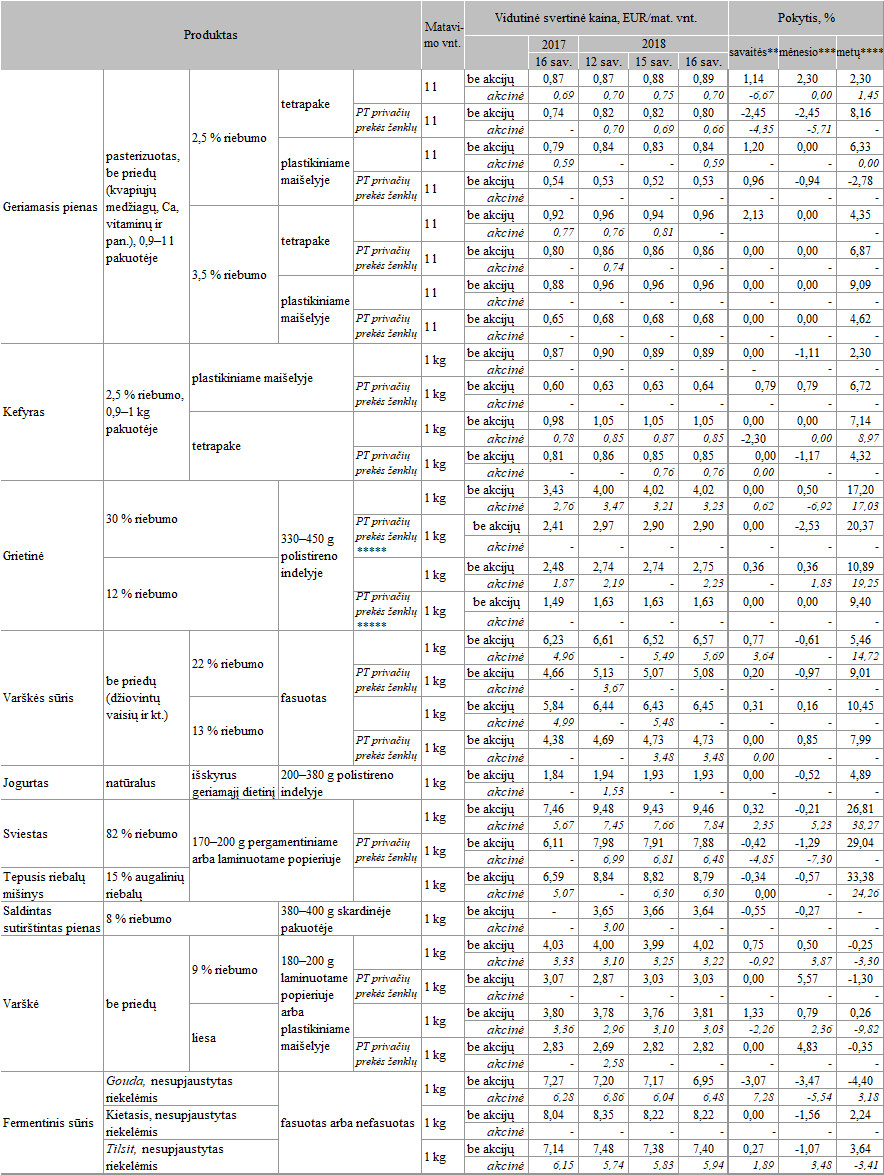 Produktas Matavi-mo vnt. Vidutinė svertinė kaina, EUR/mat. vnt. Pokytis, %
2017 2018 savaitės** mėnesio*** metų****
16 sav. 12 sav. 15 sav. 16 sav.
Geriamasis pienas pasterizuotas, be priedų (kvapiųjų medžiagų, Ca, vitaminų ir pan.), 0,9–1 l pakuotėje 2,5 % riebumo tetrapake 1 l be akcijų 0,87 0,87 0,88 0,89 1,14 2,30 2,30
akcinė 0,69 0,70 0,75 0,70 -6,67 0,00 1,45
PT privačių prekės ženklų 1 l be akcijų 0,74 0,82 0,82 0,80 -2,45 -2,45 8,16
akcinė - 0,70 0,69 0,66 -4,35 -5,71 -
plastikiniame maišelyje 1 l be akcijų 0,79 0,84 0,83 0,84 1,20 0,00 6,33
akcinė 0,59 - - 0,59 - - 0,00
PT privačių prekės ženklų 1 l be akcijų 0,54 0,53 0,52 0,53 0,96 -0,94 -2,78
akcinė - - - - - - -
3,5 % riebumo tetrapake 1 l be akcijų 0,92 0,96 0,94 0,96 2,13 0,00 4,35
akcinė 0,77 0,76 0,81 - - - -
PT privačių prekės ženklų 1 l be akcijų 0,80 0,86 0,86 0,86 0,00 0,00 6,87
akcinė - 0,74 - - - - -
plastikiniame maišelyje 1 l be akcijų 0,88 0,96 0,96 0,96 0,00 0,00 9,09
akcinė - - - - - - -
PT privačių prekės ženklų 1 l be akcijų 0,65 0,68 0,68 0,68 0,00 0,00 4,62
akcinė - - - - - - -
Kefyras 2,5 % riebumo, 0,9–1 kg pakuotėje plastikiniame maišelyje 1 kg be akcijų 0,87 0,90 0,89 0,89 0,00 -1,11 2,30
akcinė - - - - - - -
PT privačių prekės ženklų 1 kg be akcijų 0,60 0,63 0,63 0,64 0,79 0,79 6,72
akcinė - - - - - - -
tetrapake 1 kg be akcijų 0,98 1,05 1,05 1,05 0,00 0,00 7,14
akcinė 0,78 0,85 0,87 0,85 -2,30 0,00 8,97
PT privačių prekės ženklų 1 kg be akcijų 0,81 0,86 0,85 0,85 0,00 -1,17 4,32
akcinė - - 0,76 0,76 0,00 - -
Grietinė 30 % riebumo 330–450 g polistireno indelyje 1 kg be akcijų 3,43 4,00 4,02 4,02 0,00 0,50 17,20
akcinė 2,76 3,47 3,21 3,23 0,62 -6,92 17,03
PT privačių prekės ženklų ***** 1 kg be akcijų 2,41 2,97 2,90 2,90 0,00 -2,53 20,37
akcinė - - - - - - -
12 % riebumo 1 kg be akcijų 2,48 2,74 2,74 2,75 0,36 0,36 10,89
akcinė 1,87 2,19 - 2,23 - 1,83 19,25
PT privačių prekės ženklų ***** 1 kg be akcijų 1,49 1,63 1,63 1,63 0,00 0,00 9,40
akcinė - - - - - - -
Varškės sūris be priedų (džiovintų vaisių ir kt.) 22 % riebumo fasuotas 1 kg be akcijų 6,23 6,61 6,52 6,57 0,77 -0,61 5,46
akcinė 4,96 - 5,49 5,69 3,64 - 14,72
PT privačių prekės ženklų 1 kg be akcijų 4,66 5,13 5,07 5,08 0,20 -0,97 9,01
akcinė - 3,67 - - - - -
13 % riebumo 1 kg be akcijų 5,84 6,44 6,43 6,45 0,31 0,16 10,45
akcinė 4,99 - 5,48 - - - -
PT privačių prekės ženklų 1 kg be akcijų 4,38 4,69 4,73 4,73 0,00 0,85 7,99
akcinė - - 3,48 3,48 0,00 - -
Jogurtas natūralus išskyrus geriamąjį dietinį 200–380 g polistireno indelyje 1 kg be akcijų 1,84 1,94 1,93 1,93 0,00 -0,52 4,89
akcinė - 1,53 - - - - -
Sviestas 82 % riebumo 170–200 g pergamentiniame arba laminuotame popieriuje 1 kg be akcijų 7,46 9,48 9,43 9,46 0,32 -0,21 26,81
akcinė 5,67 7,45 7,66 7,84 2,35 5,23 38,27
PT privačių prekės ženklų 1 kg be akcijų 6,11 7,98 7,91 7,88 -0,42 -1,29 29,04
akcinė - 6,99 6,81 6,48 -4,85 -7,30 -
Tepusis riebalų mišinys 15 % augalinių riebalų 1 kg be akcijų 6,59 8,84 8,82 8,79 -0,34 -0,57 33,38
akcinė 5,07 - 6,30 6,30 0,00 - 24,26
Saldintas sutirštintas pienas 8 % riebumo 380–400 g skardinėje pakuotėje 1 kg be akcijų - 3,65 3,66 3,64 -0,55 -0,27 -
akcinė - 3,00 - - - - -
Varškė be priedų 9 % riebumo 180–200 g laminuotame popieriuje arba plastikiniame maišelyje 1 kg be akcijų 4,03 4,00 3,99 4,02 0,75 0,50 -0,25
akcinė 3,33 3,10 3,25 3,22 -0,92 3,87 -3,30
PT privačių prekės ženklų 1 kg be akcijų 3,07 2,87 3,03 3,03 0,00 5,57 -1,30
akcinė - - - - - - -
liesa 1 kg be akcijų 3,80 3,78 3,76 3,81 1,33 0,79 0,26
akcinė 3,36 2,96 3,10 3,03 -2,26 2,36 -9,82
PT privačių prekės ženklų 1 kg be akcijų 2,83 2,69 2,82 2,82 0,00 4,83 -0,35
akcinė - 2,58 - - - - -
Fermentinis sūris Gouda, nesupjaustytas riekelėmis fasuotas arba nefasuotas 1 kg be akcijų 7,27 7,20 7,17 6,95 -3,07 -3,47 -4,40
akcinė 6,28 6,86 6,04 6,48 7,28 -5,54 3,18
Kietasis, nesupjaustytas riekelėmis 1 kg be akcijų 8,04 8,35 8,22 8,22 0,00 -1,56 2,24
akcinė - - - - - - -
Tilsit, nesupjaustytas riekelėmis 1 kg be akcijų 7,14 7,48 7,38 7,40 0,27 -1,07 3,64
akcinė 6,15 5,74 5,83 5,94 1,89 3,48 -3,41